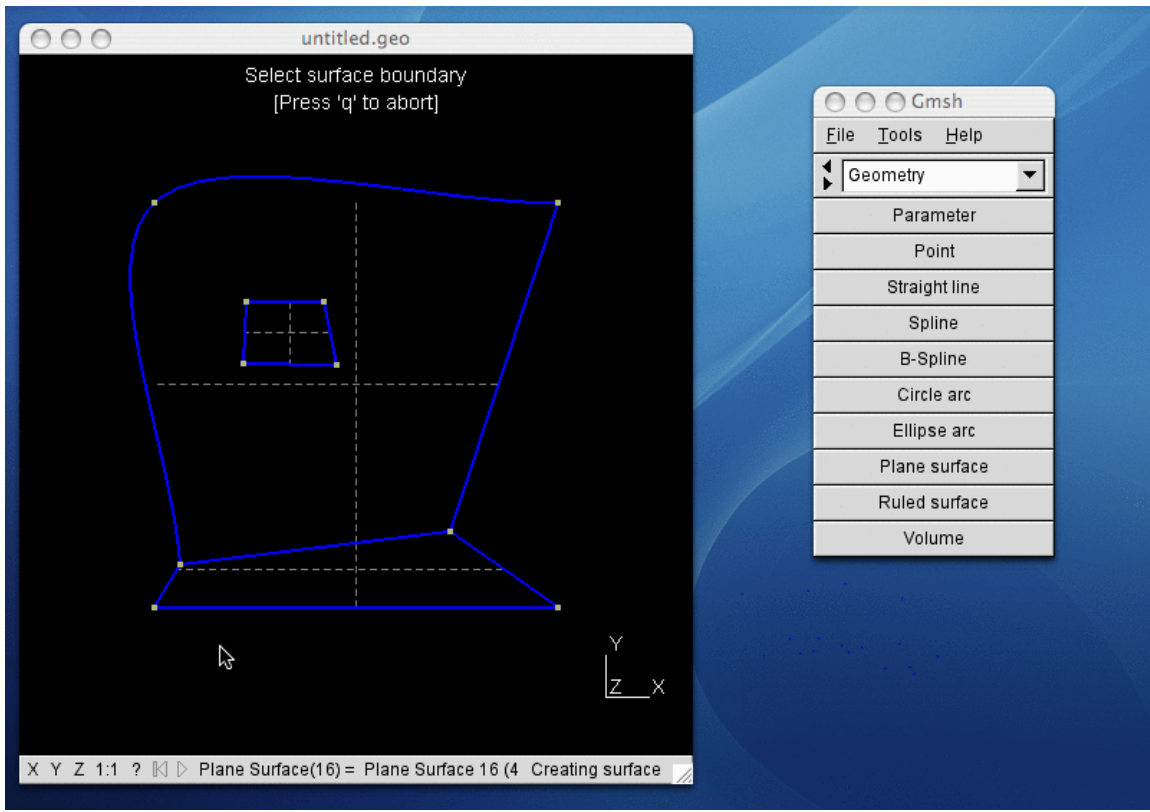 untitled.geo
Select surface boundary
[Press 'q' to abort]
Y
Z X
X Y Z 1:1 ? Plane Surface(16) = Plane Surface 16 (4 Creating surface
Gmsh
File Tools Help
Geometry
Parameter
Point
Straight line
Spline
B-Spline
Circle arc
Ellipse arc
Plane surface
Ruled surface
Volume